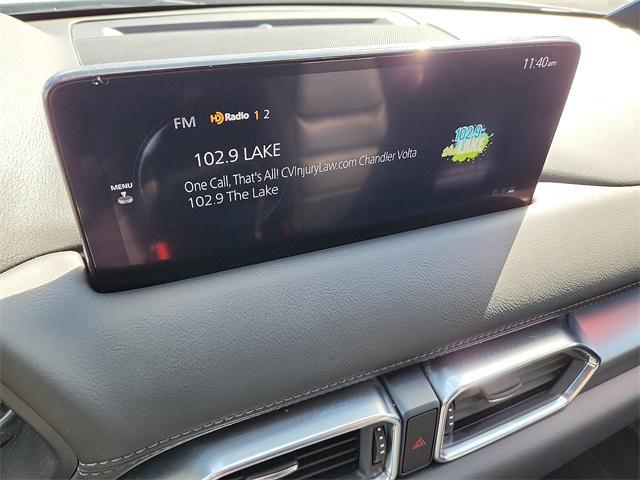 11:40am
FM HD Radio 1 2
102.9 LAKE
One Call, That's All! CVInjuryLaw.com Chandler Volta
102.9 The Lake
MENU
102.9
the LAKE